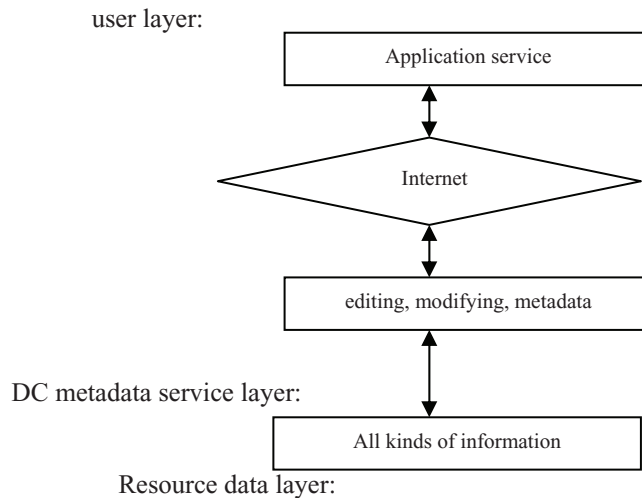 user layer:
Application service
Internet
editing, modifying, metadata
DC metadata service layer:
All kinds of information
Resource data layer: